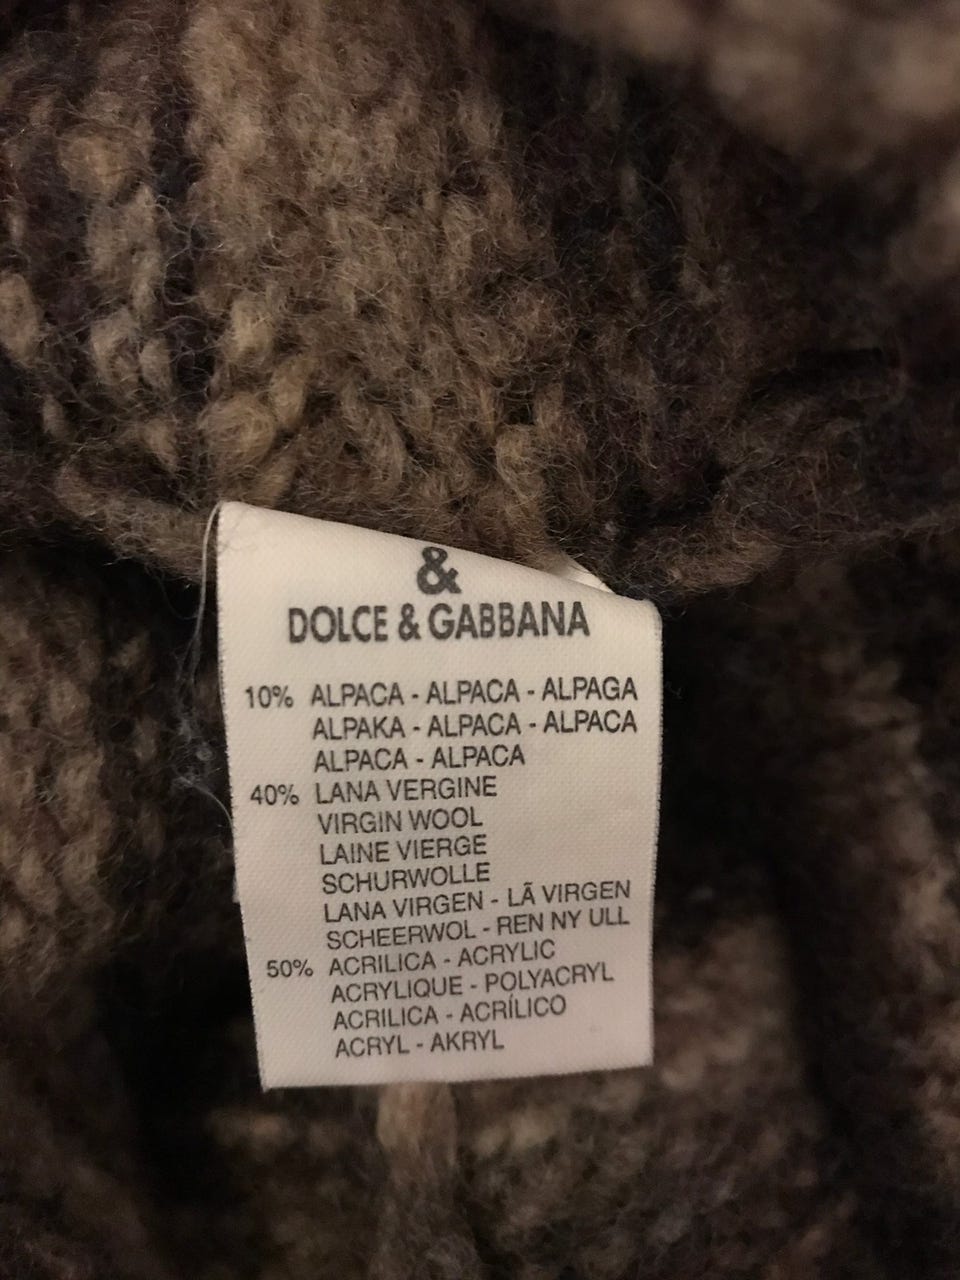 &
DOLCE & GABBANA
10% ALPACA - ALPACA - ALPAGA
ALPAKA - ALPACA - ALPACA
ALPACA - ALPACA
40% LANA VERGINE
VIRGIN WOOL
LAINE VIERGE
SCHURWOLLE
LANA VIRGEN - LÃ VIRGEN
SCHEERWOL - REN NY ULL
50% ACRILICA - ACRYLIC
ACRYLIQUE - POLYACRYL
ACRILICA - ACRÍLICO
ACRYL - AKRYL